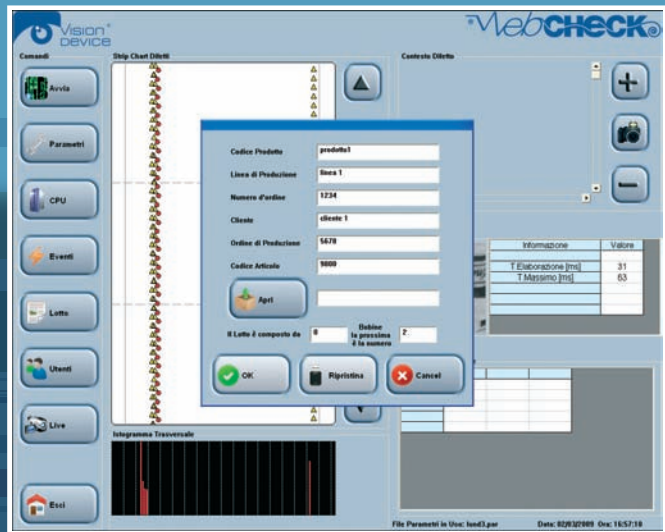 Vision
DEVICE
WebCHECK
Comandi
Strip Chart Difetti
Contesto Difetto
Avvia
Parametri
CPU
Eventi
Lotto
Utenti
Live
Esci
Codice Prodotto
prodotto1
Linea di Produzione
linea 1
Numero d'ordine
1234
Cliente
cliente 1
Ordine di Produzione
5678
Codice Articolo
9800
Apri
Il Lotto è composto da
0
Bobine
la prossima
è la numero
2
OK
Ripristina
Cancel
Informazione
Valore
T Elaborazione [ms]
31
T Massimo [ms]
63
Istogramma Trasversale
File Parametri in Uso: lund3.par
Data: 02/03/2009 Ora: 16:57:18